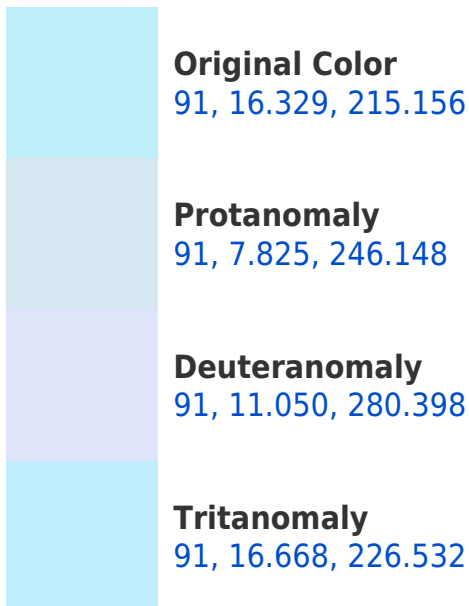 Original Color
91, 16.329, 215.156
Protanomaly
91, 7.825, 246.148
Deuteranomaly
91, 11.050, 280.398
Tritanomaly
91, 16.668, 226.532